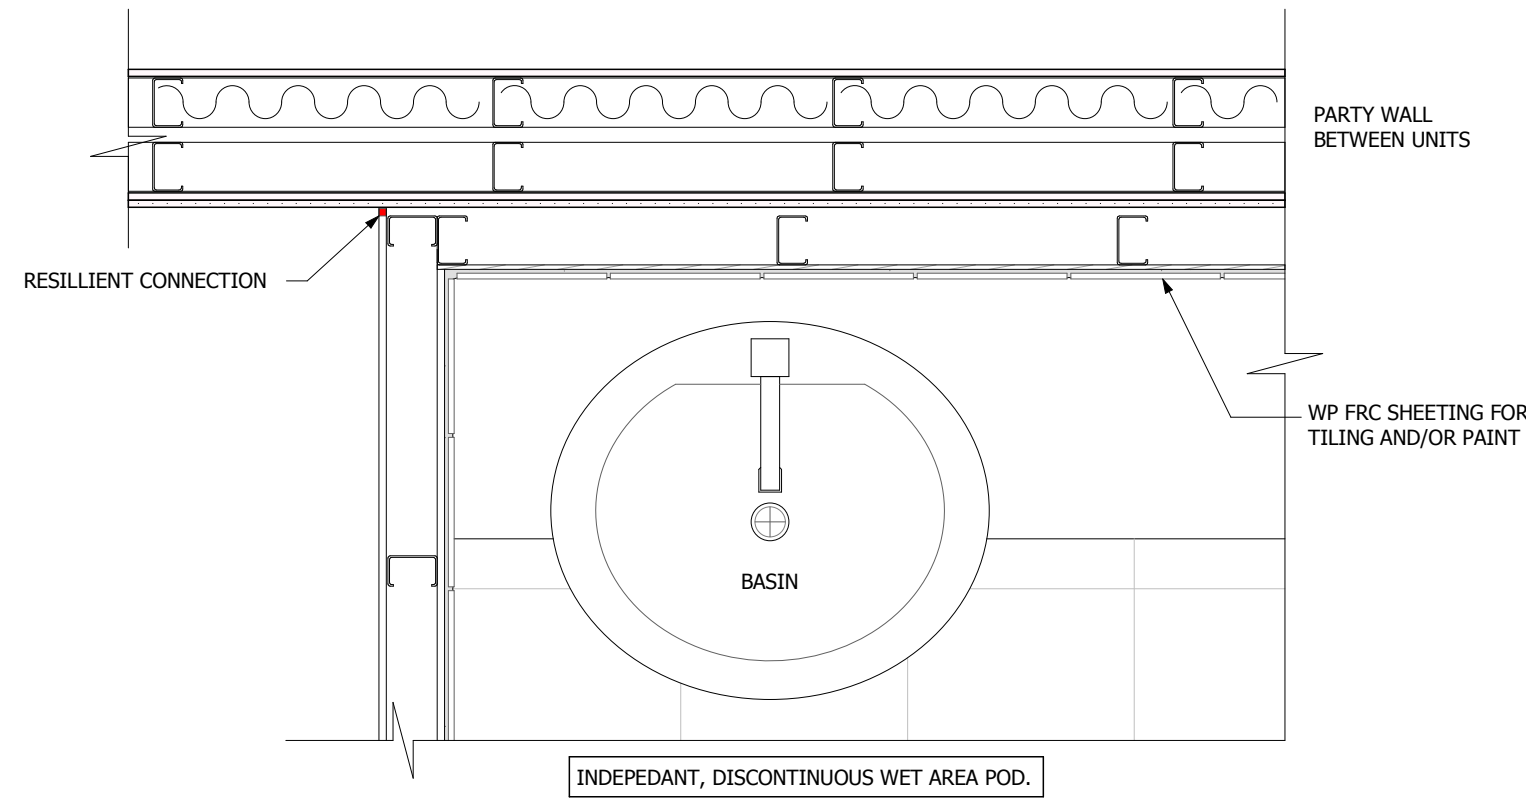 PARTY WALL
BETWEEN UNITS
RESILLIENT CONNECTION
WP FRC SHEETING FOR
TILING AND/OR PAINT
BASIN
INDEPEDANT, DISCONTINUOUS WET AREA POD.